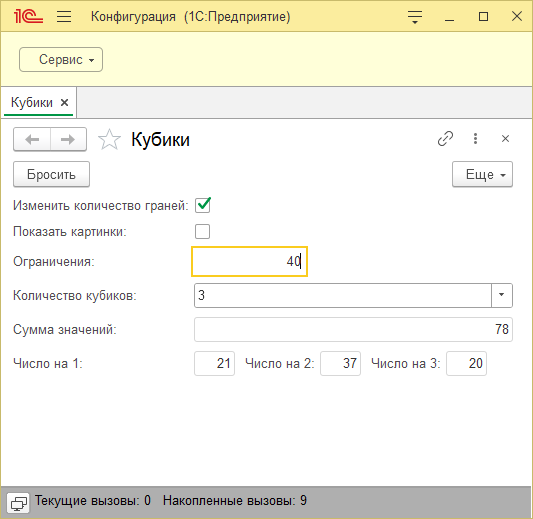 1С Конфигурация (1С:Предприятие)
Сервис
Кубики
Кубики
Бросить Еще
Изменить количество граней:
Показать картинки:
Ограничения: 40
Количество кубиков: 3
Сумма значений: 78
Число на 1: 21 Число на 2: 37 Число на 3: 20
Текущие вызовы: 0 Накопленные вызовы: 9